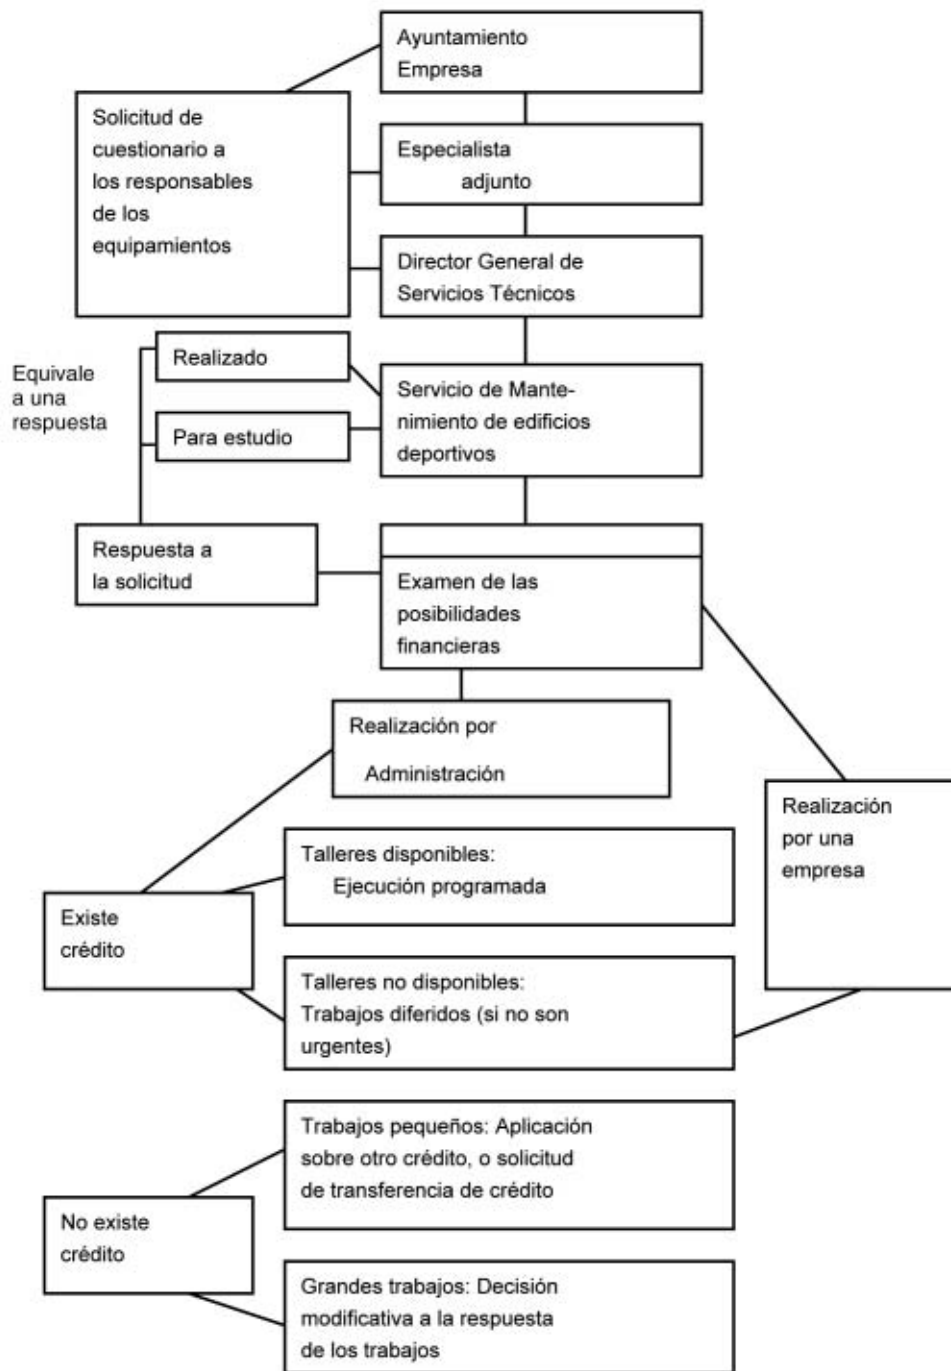 Ayuntamiento
Empresa
Solicitud de
cuestionario a
los responsables
de los
equipamientos
Especialista
adjunto
Director General de
Servicios Técnicos
Equivale
a una
respuesta
Realizado
Para estudio
Servicio de Mante-
nimiento de edificios
deportivos
Respuesta a
la solicitud
Examen de las
posibilidades
financieras
Realización por
Administración
Realización
por una
empresa
Talleres disponibles:
Ejecución programada
Existe
crédito
Talleres no disponibles:
Trabajos diferidos (si no son
urgentes)
Trabajos pequeños: Aplicación
sobre otro crédito, o solicitud
de transferencia de crédito
No existe
crédito
Grandes trabajos: Decisión
modificativa a la respuesta
de los trabajos